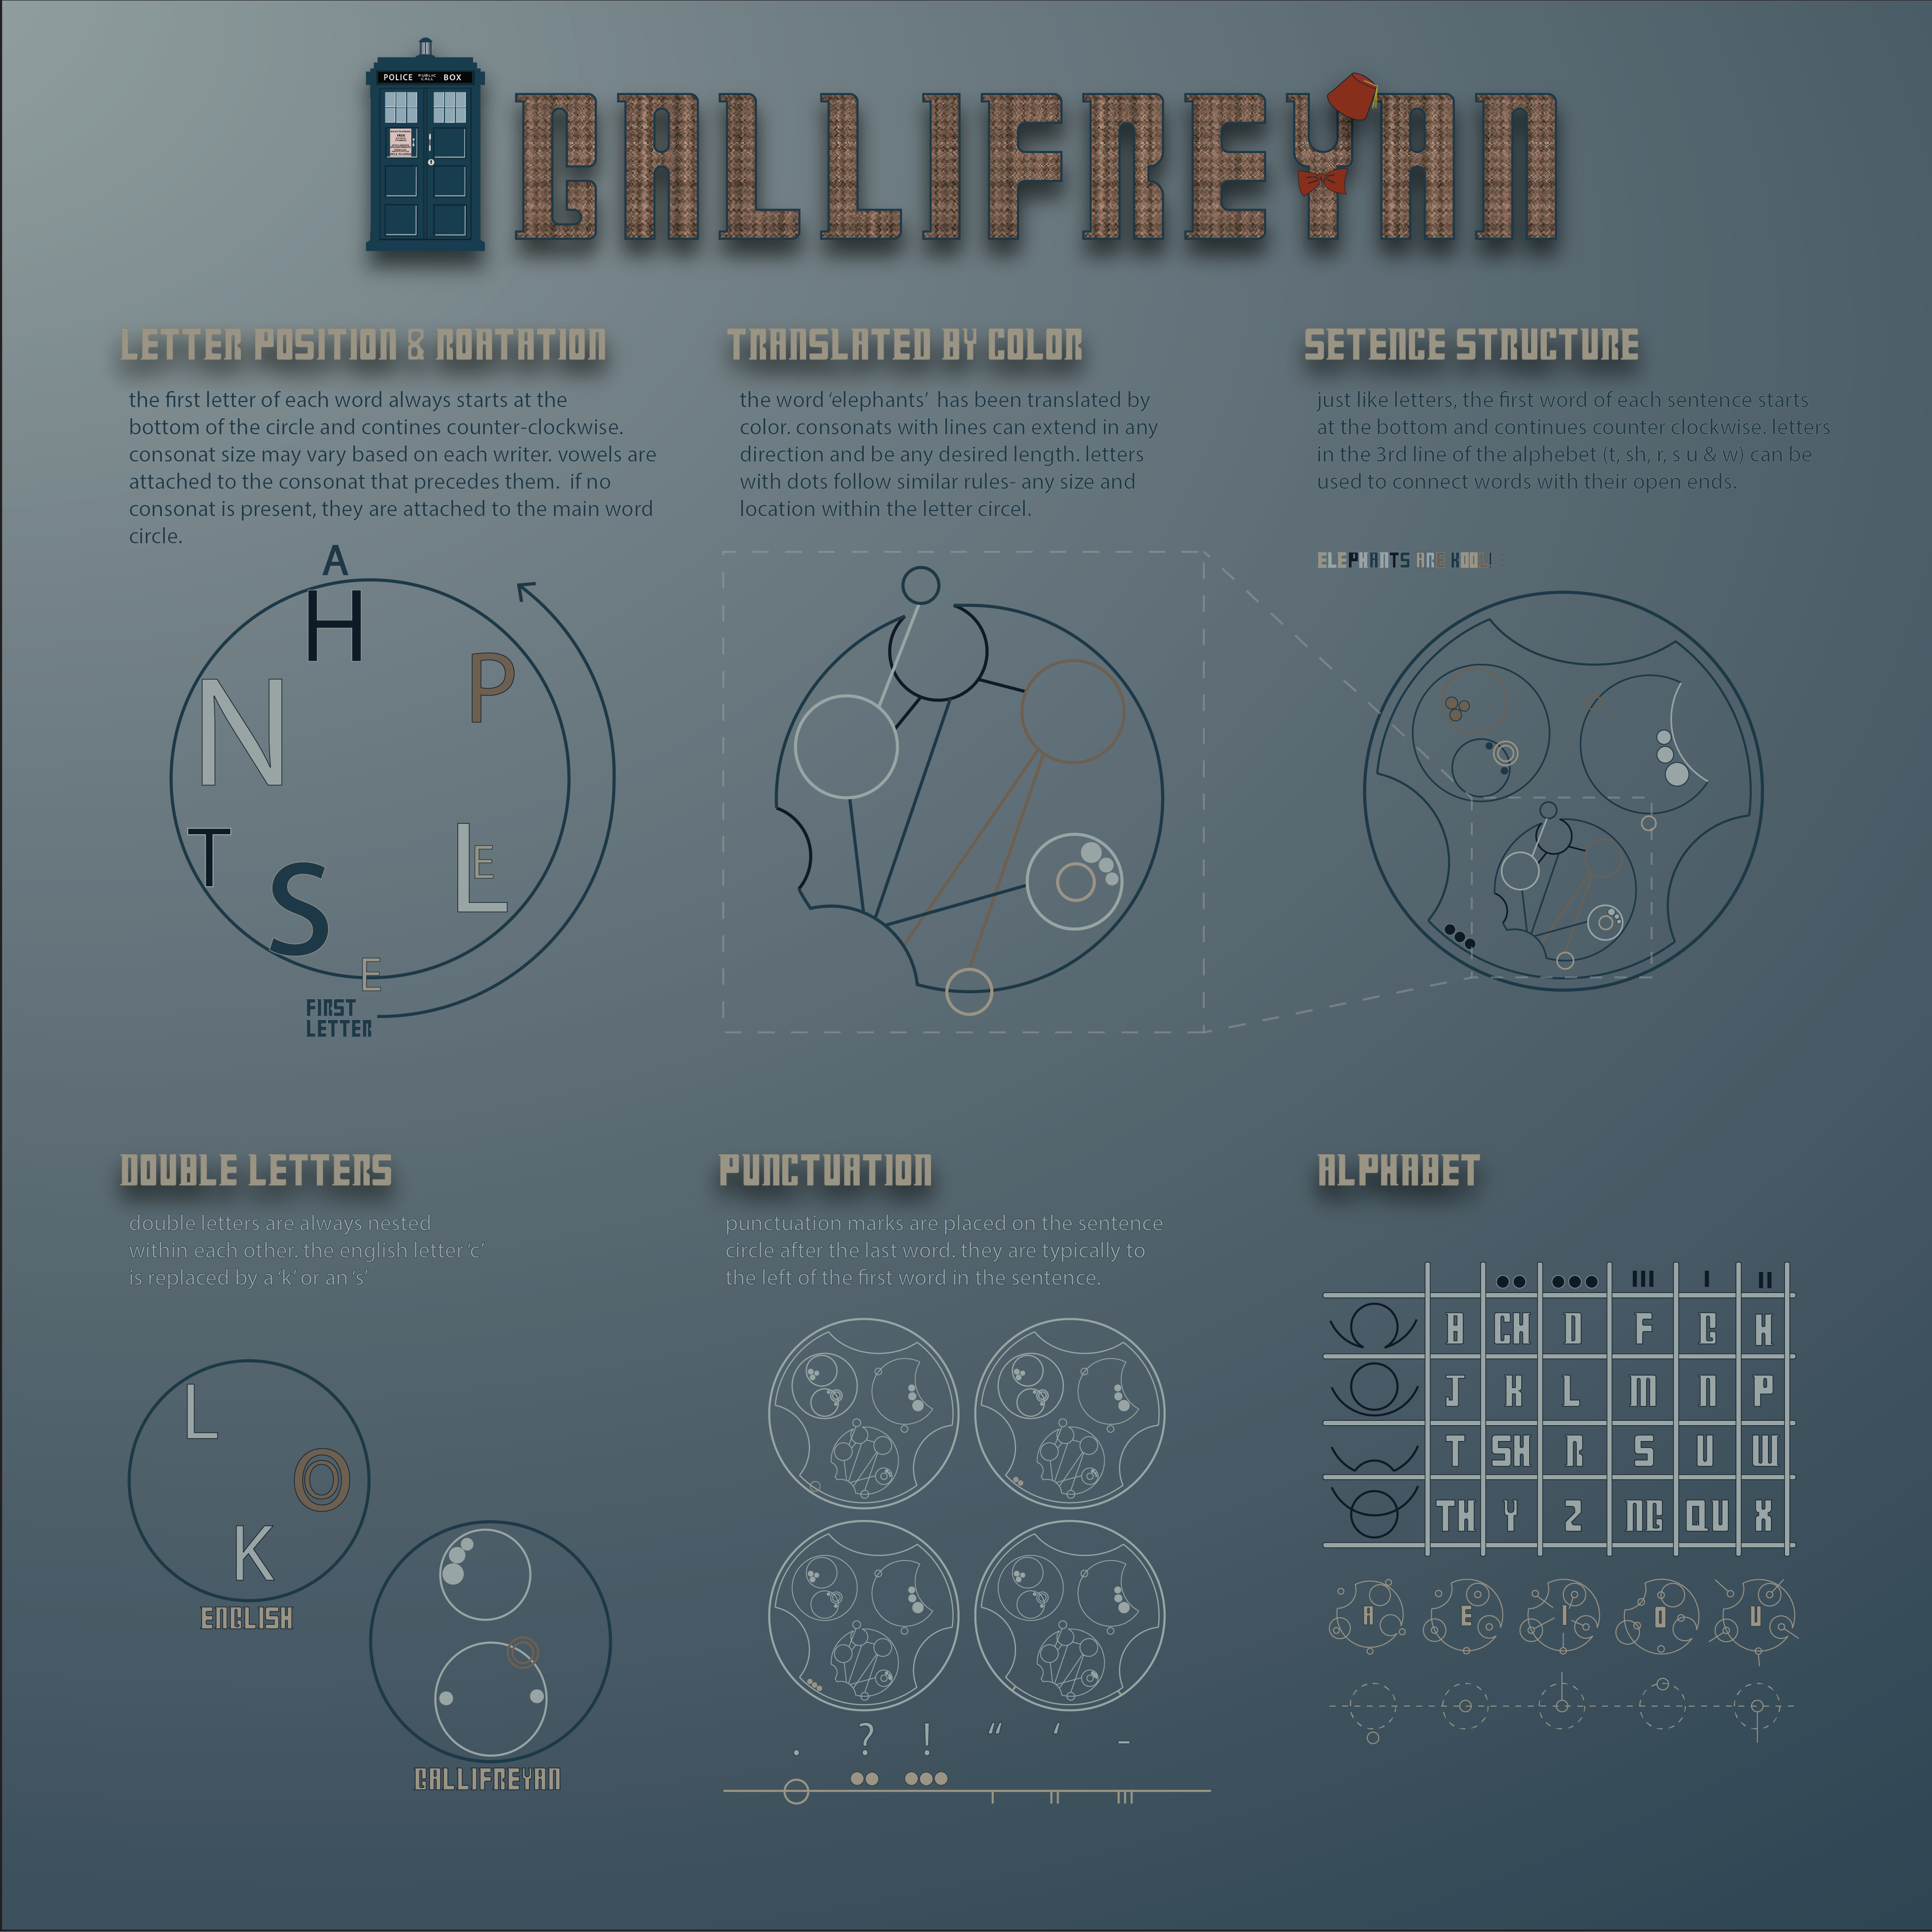 POLICE PUBLIC CALL BOX
GALLIFREYAN
LETTER POSITION & ROATATION
the first letter of each word always starts at the
bottom of the circle and contines counter-clockwise.
consonat size may vary based on each writer. vowels are
attached to the consonat that precedes them. if no
consonat is present, they are attached to the main word
circle.
A
H
P
N
T
S
L
E
E
FIRST
LETTER
TRANSLATED BY COLOR
the word ‘elephants’ has been translated by
color. consonats with lines can extend in any
direction and be any desired length. letters
with dots follow similar rules- any size and
location within the letter circel.
SETENCE STRUCTURE
just like letters, the first word of each sentence starts
at the bottom and continues counter clockwise. letters
in the 3rd line of the alphebet (t, sh, r, s u & w) can be
used to connect words with their open ends.
ELEPHANTS ARE KOOL!
DOUBLE LETTERS
double letters are always nested
within each other. the english letter ‘c’
is replaced by a ‘k’ or an ‘s’
L
O
K
ENGLISH
GALLIFREYAN
PUNCTUATION
punctuation marks are placed on the sentence
circle after the last word. they are typically to
the left of the first word in the sentence.
. ? ! “ ‘ -
ALPHABET
B CH D F G H
J K L M N P
T SH R S U W
TH Y Z NG QU X
A E I O U